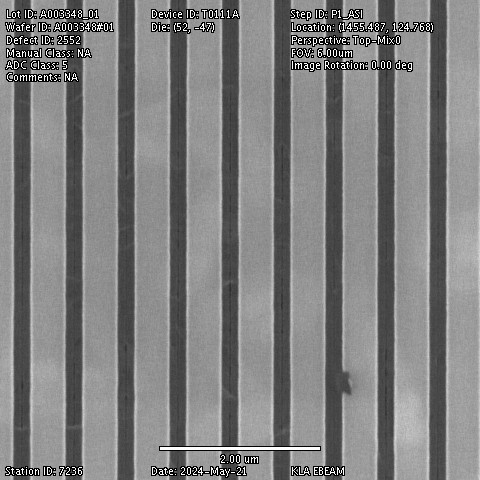 Lot ID: A003348_01
Device ID: T0111A
Step ID: P1_ASI
Wafer ID: A003348#01
Die: (52, -47)
Location: (1455.487, 124.768)
Defect ID: 2552
Perspective: Top-Mix0
Manual Class: NA
FOV: 6.00um
ADC Class: 5
Image Rotation: 0.00 deg
Comments: NA
2.00 um
Station ID: 7236
Date: 2024-May-21
KLA EBEAM